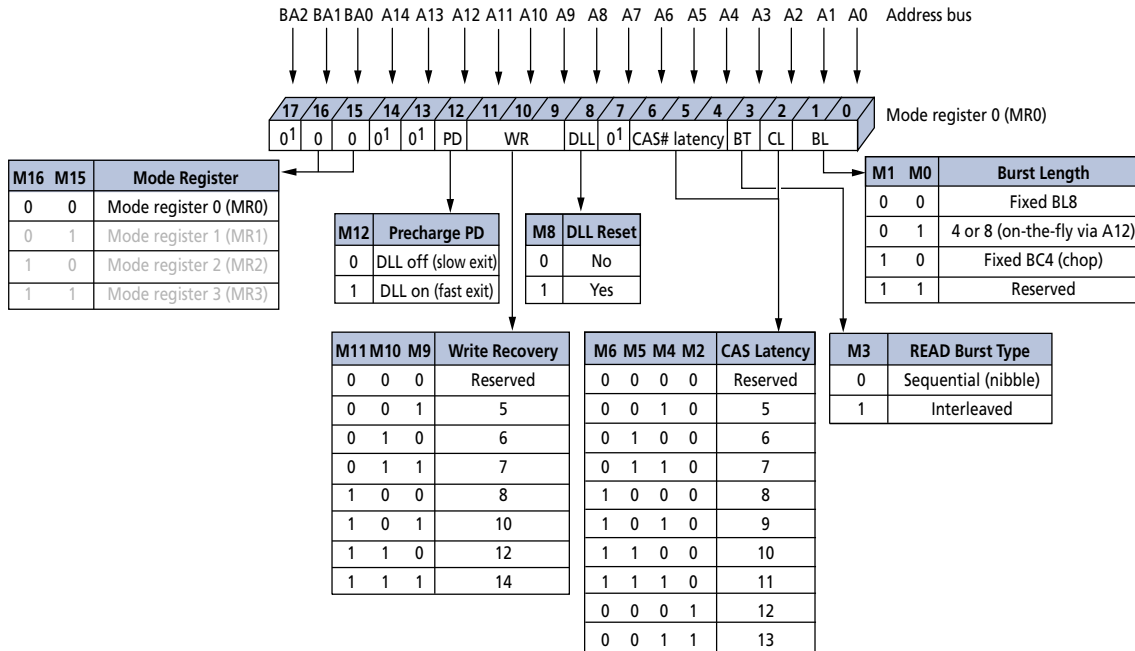 BA2 BA1 BA0 A14 A13 A12 A11 A10 A9 A8 A7 A6 A5 A4 A3 A2 A1 A0 Address bus
17 16 15 14 13 12 11 10 9 8 7 6 5 4 3 2 1 0 Mode register 0 (MR0)
0¹ 0 0 0¹ 0¹ PD WR DLL 0¹ CAS# latency BT CL BL
M16 M15 Mode Register
0 0 Mode register 0 (MR0)
0 1 Mode register 1 (MR1)
1 0 Mode register 2 (MR2)
1 1 Mode register 3 (MR3)
M12 Precharge PD
0 DLL off (slow exit)
1 DLL on (fast exit)
M8 DLL Reset
0 No
1 Yes
M1 M0 Burst Length
0 0 Fixed BL8
0 1 4 or 8 (on-the-fly via A12)
1 0 Fixed BC4 (chop)
1 1 Reserved
M11 M10 M9 Write Recovery
0 0 0 Reserved
0 0 1 5
0 1 0 6
0 1 1 7
1 0 0 8
1 0 1 10
1 1 0 12
1 1 1 14
M6 M5 M4 M2 CAS Latency
0 0 0 0 Reserved
0 0 1 0 5
0 1 0 0 6
0 1 1 0 7
1 0 0 0 8
1 0 1 0 9
1 1 0 0 10
1 1 1 0 11
0 0 0 1 12
0 0 1 1 13
M3 READ Burst Type
0 Sequential (nibble)
1 Interleaved